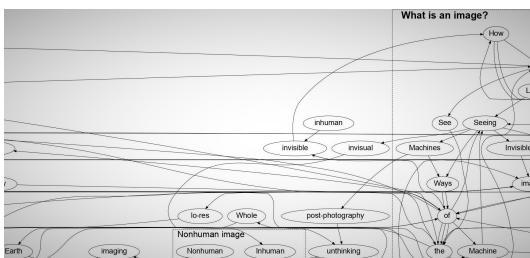 What is an image?
How
L
inhuman
See
Seeing
invisible
invisual
Machines
Invisible
y
Ways
ima
lo-res
Whole
post-photography
of
Nonhuman image
Earth
imaging
Nonhuman
Inhuman
unthinking
the
Machine